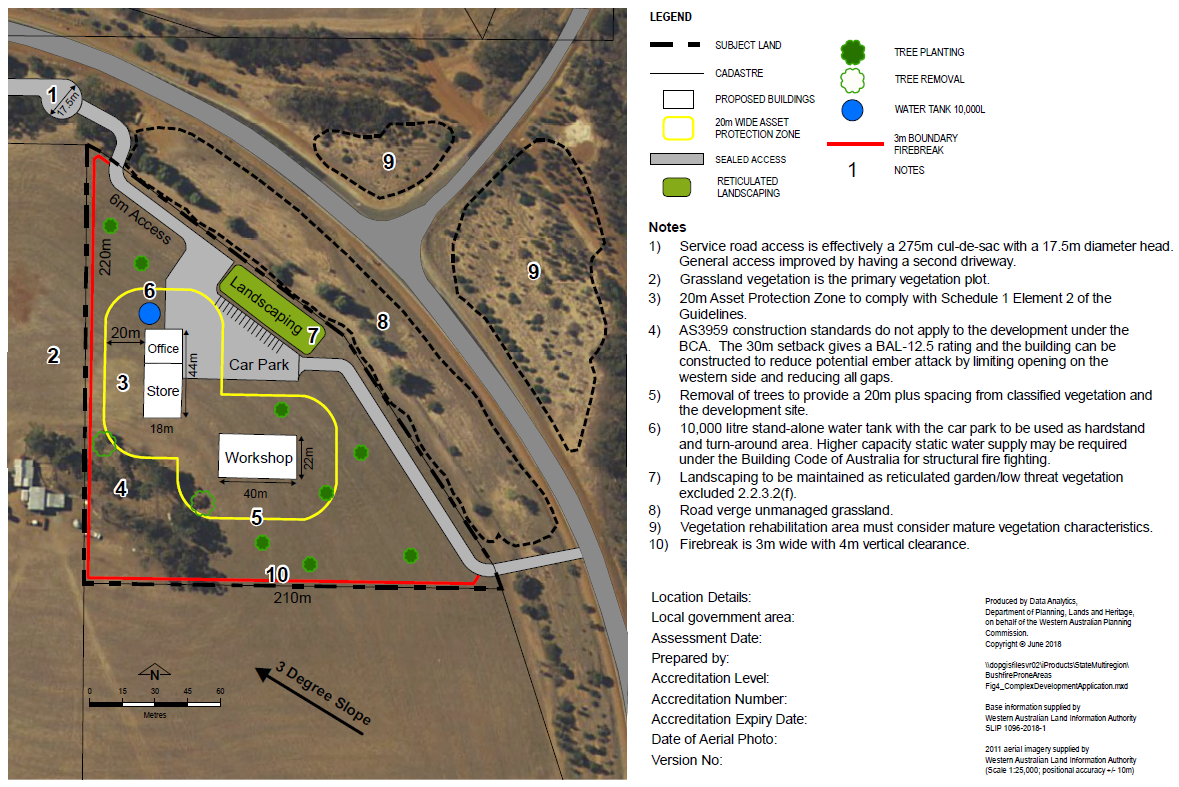 1
17.5m
6m Access
220m
9
9
Landscaping
6
7
8
20m
2
Office
44m
3
Store
Car Park
18m
Workshop
22m
4
40m
5
10
210m
N
3 Degree Slope
0 15 30 45 60
Metres
LEGEND
SUBJECT LAND
CADASTRE
PROPOSED BUILDINGS
20m WIDE ASSET
PROTECTION ZONE
SEALED ACCESS
RETICULATED
LANDSCAPING
TREE PLANTING
TREE REMOVAL
WATER TANK 10,000L
3m BOUNDARY
FIREBREAK
1 NOTES
Notes
1) Service road access is effectively a 275m cul-de-sac with a 17.5m diameter head.
General access improved by having a second driveway.
2) Grassland vegetation is the primary vegetation plot.
3) 20m Asset Protection Zone to comply with Schedule 1 Element 2 of the
Guidelines.
4) AS3959 construction standards do not apply to the development under the
BCA. The 30m setback gives a BAL-12.5 rating and the building can be
constructed to reduce potential ember attack by limiting opening on the
western side and reducing all gaps.
5) Removal of trees to provide a 20m plus spacing from classified vegetation and
the development site.
6) 10,000 litre stand-alone water tank with the car park to be used as hardstand
and turn-around area. Higher capacity static water supply may be required
under the Building Code of Australia for structural fire fighting.
7) Landscaping to be maintained as reticulated garden/low threat vegetation
excluded 2.2.3.2(f).
8) Road verge unmanaged grassland.
9) Vegetation rehabilitation area must consider mature vegetation characteristics.
10) Firebreak is 3m wide with 4m vertical clearance.
Location Details:
Local government area:
Assessment Date:
Prepared by:
Accreditation Level:
Accreditation Number:
Accreditation Expiry Date:
Date of Aerial Photo:
Version No:
Produced by Data Analytics,
Department of Planning, Lands and Heritage,
on behalf of the Western Australian Planning
Commission.
Copyright © June 2018
\\dopgisfilesvr02\iProducts\StateMultiregion\
BushfireProneAreas
Fig4_ComplexDevelopmentApplication.mxd
Base information supplied by
Western Australian Land Information Authority
SLIP 1096-2018-1
2011 aerial imagery supplied by
Western Australian Land Information Authority
(Scale 1:25,000; positional accuracy +/- 10m)